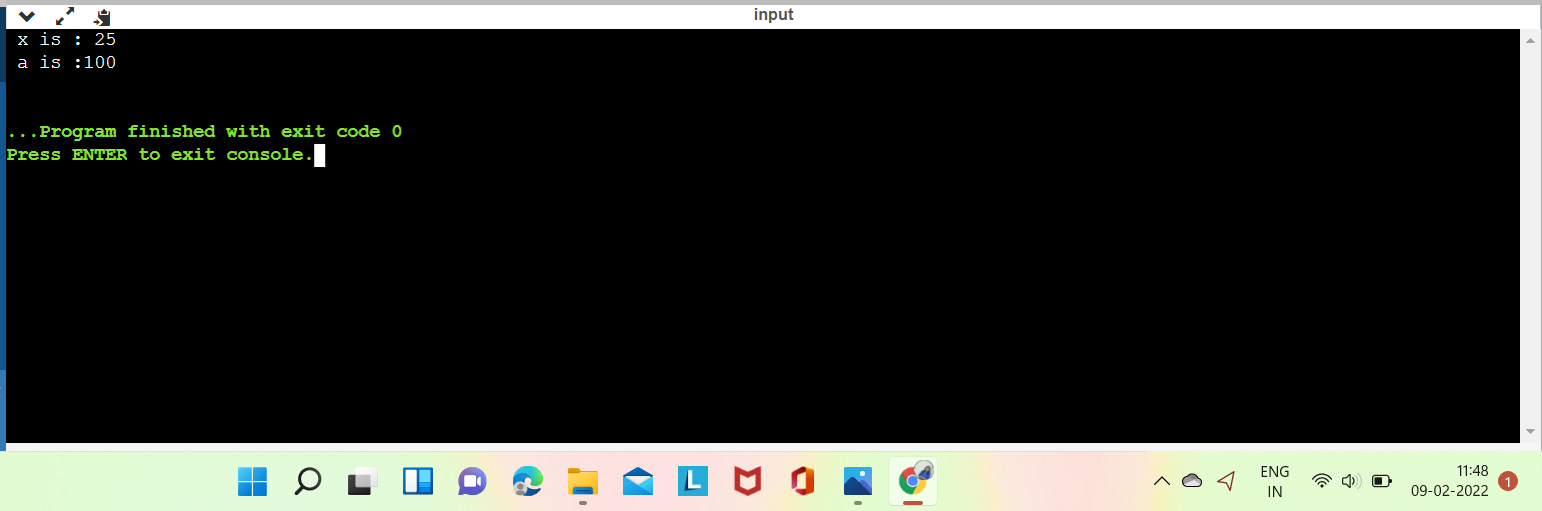 input
x is : 25
a is :100
...Program finished with exit code 0
Press ENTER to exit console.
L
ENG
IN
11:48
09-02-2022
1